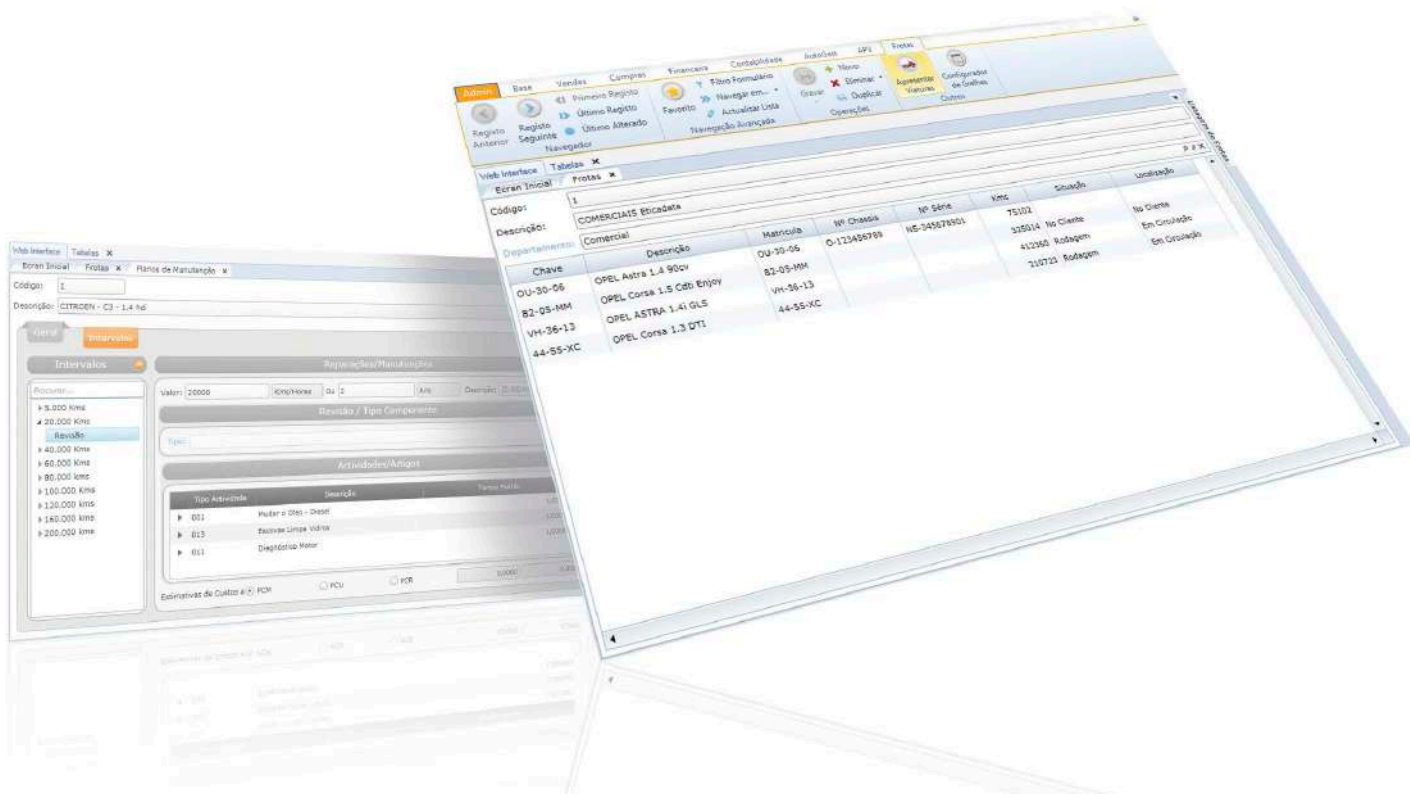 Admin Base Vendas Compras Financeira Contabilidade AutoGest APS Frotas
Registo Anterior
Registo Seguinte
Primeiro Registo
Último Registo
Último Alterado
Navegador
Favorito
Filtro Formulário
Navegar em...
Actualizar Lista
Navegação Avançada
Gravar
Novo
Eliminar
Duplicar
Operações
Apresentar Viaturas
Configurador de Grelhas
Outros
Web Interface Tabelas
Ecran Inicial Frotas
Código: 1
Descrição: COMERCIAIS Eticadata
Departamento: Comercial
Chave Descrição Matrícula Nº Chassis Nº Série Kms Situação Localização
OU-30-06 OPEL Astra 1.4 90cv OU-30-06 O-123456789 NS-345678901 75102
82-05-MM OPEL Corsa 1.5 Cdti Enjoy 82-05-MM 525014 No Cliente No Cliente
VH-36-13 OPEL ASTRA 1.4i GLS VH-36-13 412360 Rodagem Em Circulação
44-55-XC OPEL Corsa 1.3 DTI 44-55-XC 210721 Rodagem Em Circulação
Web Interface Tabelas
Ecran Inicial Frotas Planos de Manutenção
Código: 1
Descrição: CITROEN - C3 - 1.4 hdi
Geral Intervalos
Intervalos
Procurar...
5.000 Kms
20.000 Kms
Revisão
40.000 Kms
60.000 Kms
80.000 kms
100.000 Kms
120.000 kms
160.000 kms
200.000 kms
Reparações/Manutenções
Valor: 20000 Kms/Horas Ou 2 Ano Descrição:
Revisão / Tipo Componente
Tipo:
Actividades/Artigos
Tipo Actividade Descrição
001 Mudar o Óleo - Diesel
015 Escovas Limpa Vidros
011 Diagnóstico Motor
Estimativas de Custos a: PCM PCU PCR